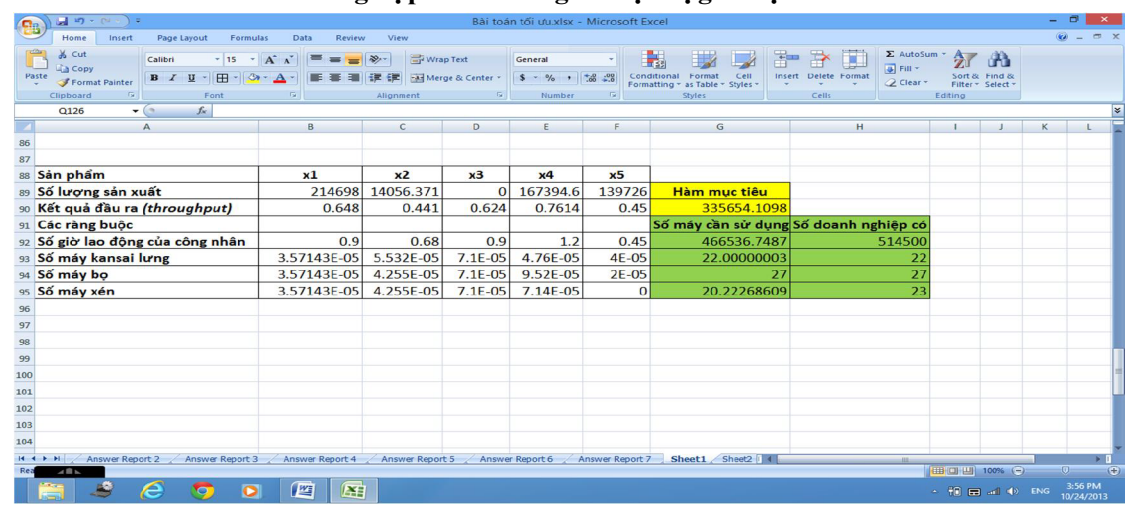 Bài toán tối ưu.xlsx - Microsoft Excel
Home Insert Page Layout Formulas Data Review View
Cut Calibri 15 Wrap Text General AutoSum
Copy Fill
Paste Format Painter B I U Merge & Center $ % , Conditional Formatting Format as Table Cell Styles Insert Delete Format Clear Sort & Filter Find & Select
Clipboard Font Alignment Number Styles Cells Editing
Q126 fx
A B C D E F G H I J K L
86
87
88 Sản phẩm x1 x2 x3 x4 x5
89 Số lượng sản xuất 214698 14056.371 0 167394.6 139726 Hàm mục tiêu
90 Kết quả đầu ra (throughput) 0.648 0.441 0.624 0.7614 0.45 335654.1098
91 Các ràng buộc Số máy cần sử dụng Số doanh nghiệp có
92 Số giờ lao động của công nhân 0.9 0.68 0.9 1.2 0.45 466536.7487 514500
93 Số máy kansai lưng 3.57143E-05 5.532E-05 7.1E-05 4.76E-05 4E-05 22.00000003 22
94 Số máy bọ 3.57143E-05 4.255E-05 7.1E-05 9.52E-05 2E-05 27 27
95 Số máy xén 3.57143E-05 4.255E-05 7.1E-05 7.14E-05 0 20.22268609 23
96
97
98
99
100
101
102
103
104
Answer Report 2 Answer Report 3 Answer Report 4 Answer Report 5 Answer Report 6 Answer Report 7 Sheet1 Sheet2
100%
ENG 3:56 PM
10/24/2013